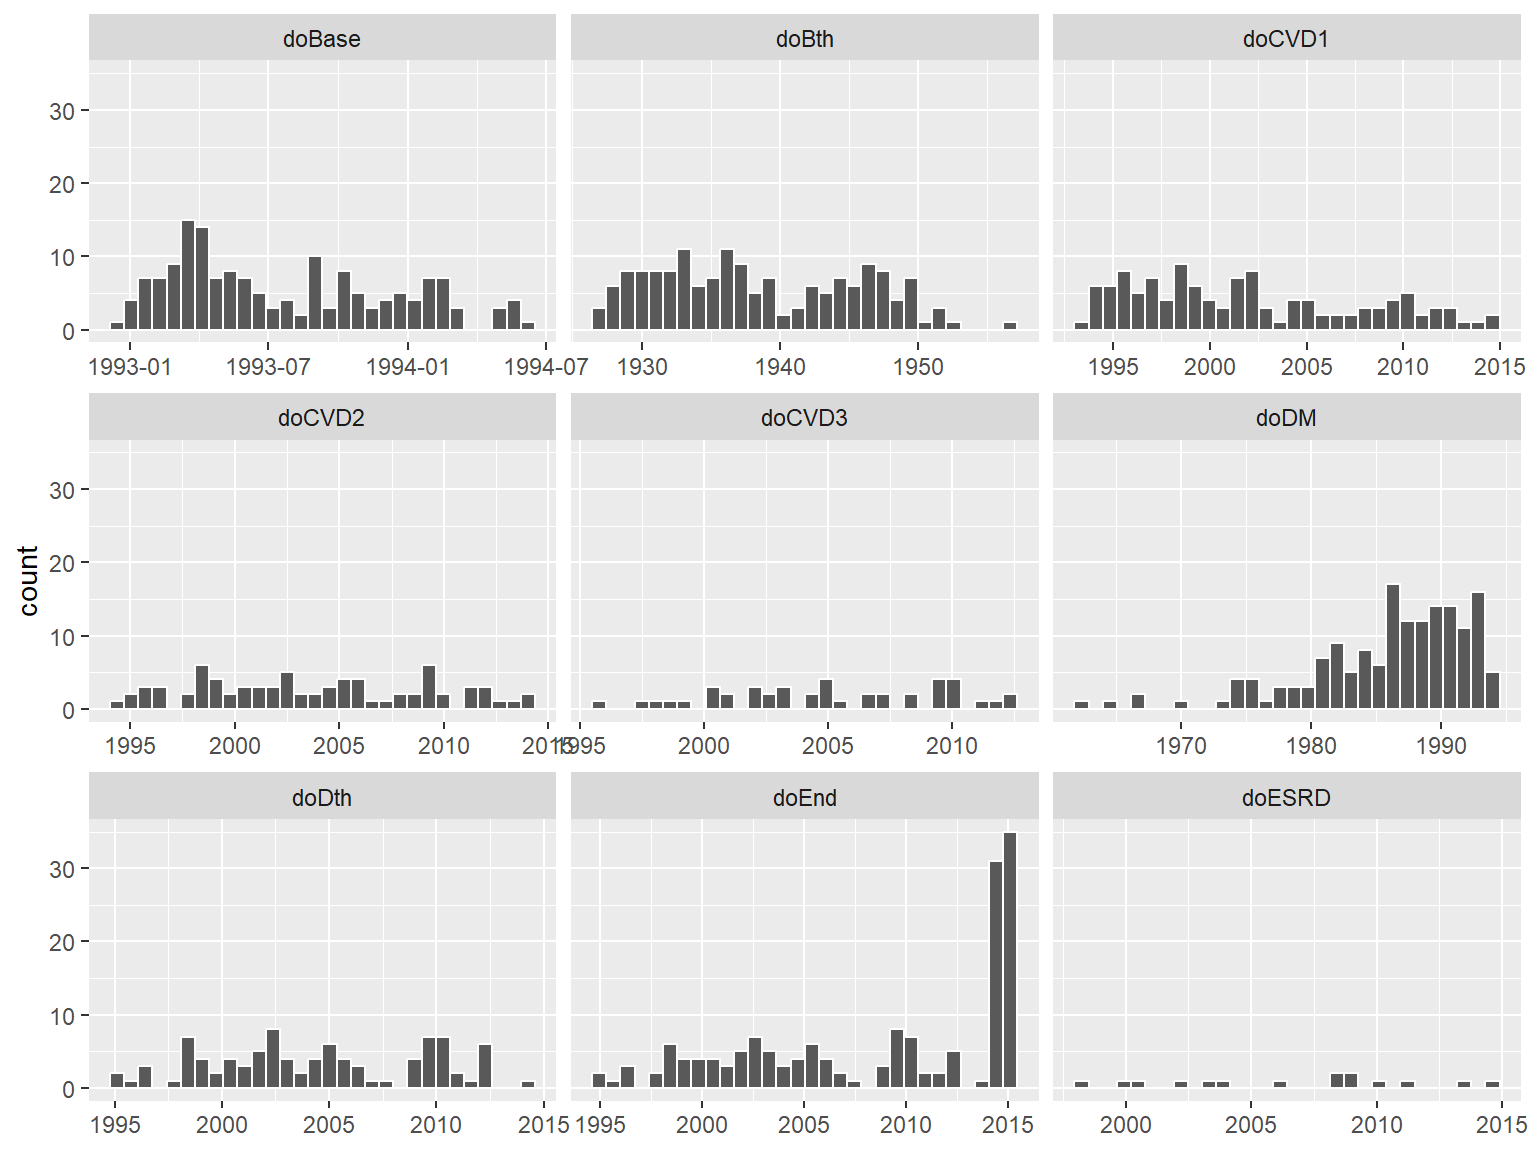 doBase doBth doCVD1
30
20
10
0
1993-01 1993-07 1994-01 1994-07 1930 1940 1950 1995 2000 2005 2010 2015
doCVD2 doCVD3 doDM
30
20
10
0
1995 2000 2005 2010 2015 1995 2000 2005 2010 1970 1980 1990
count
doDth doEnd doESRD
30
20
10
0
1995 2000 2005 2010 2015 1995 2000 2005 2010 2015 2000 2005 2010 2015